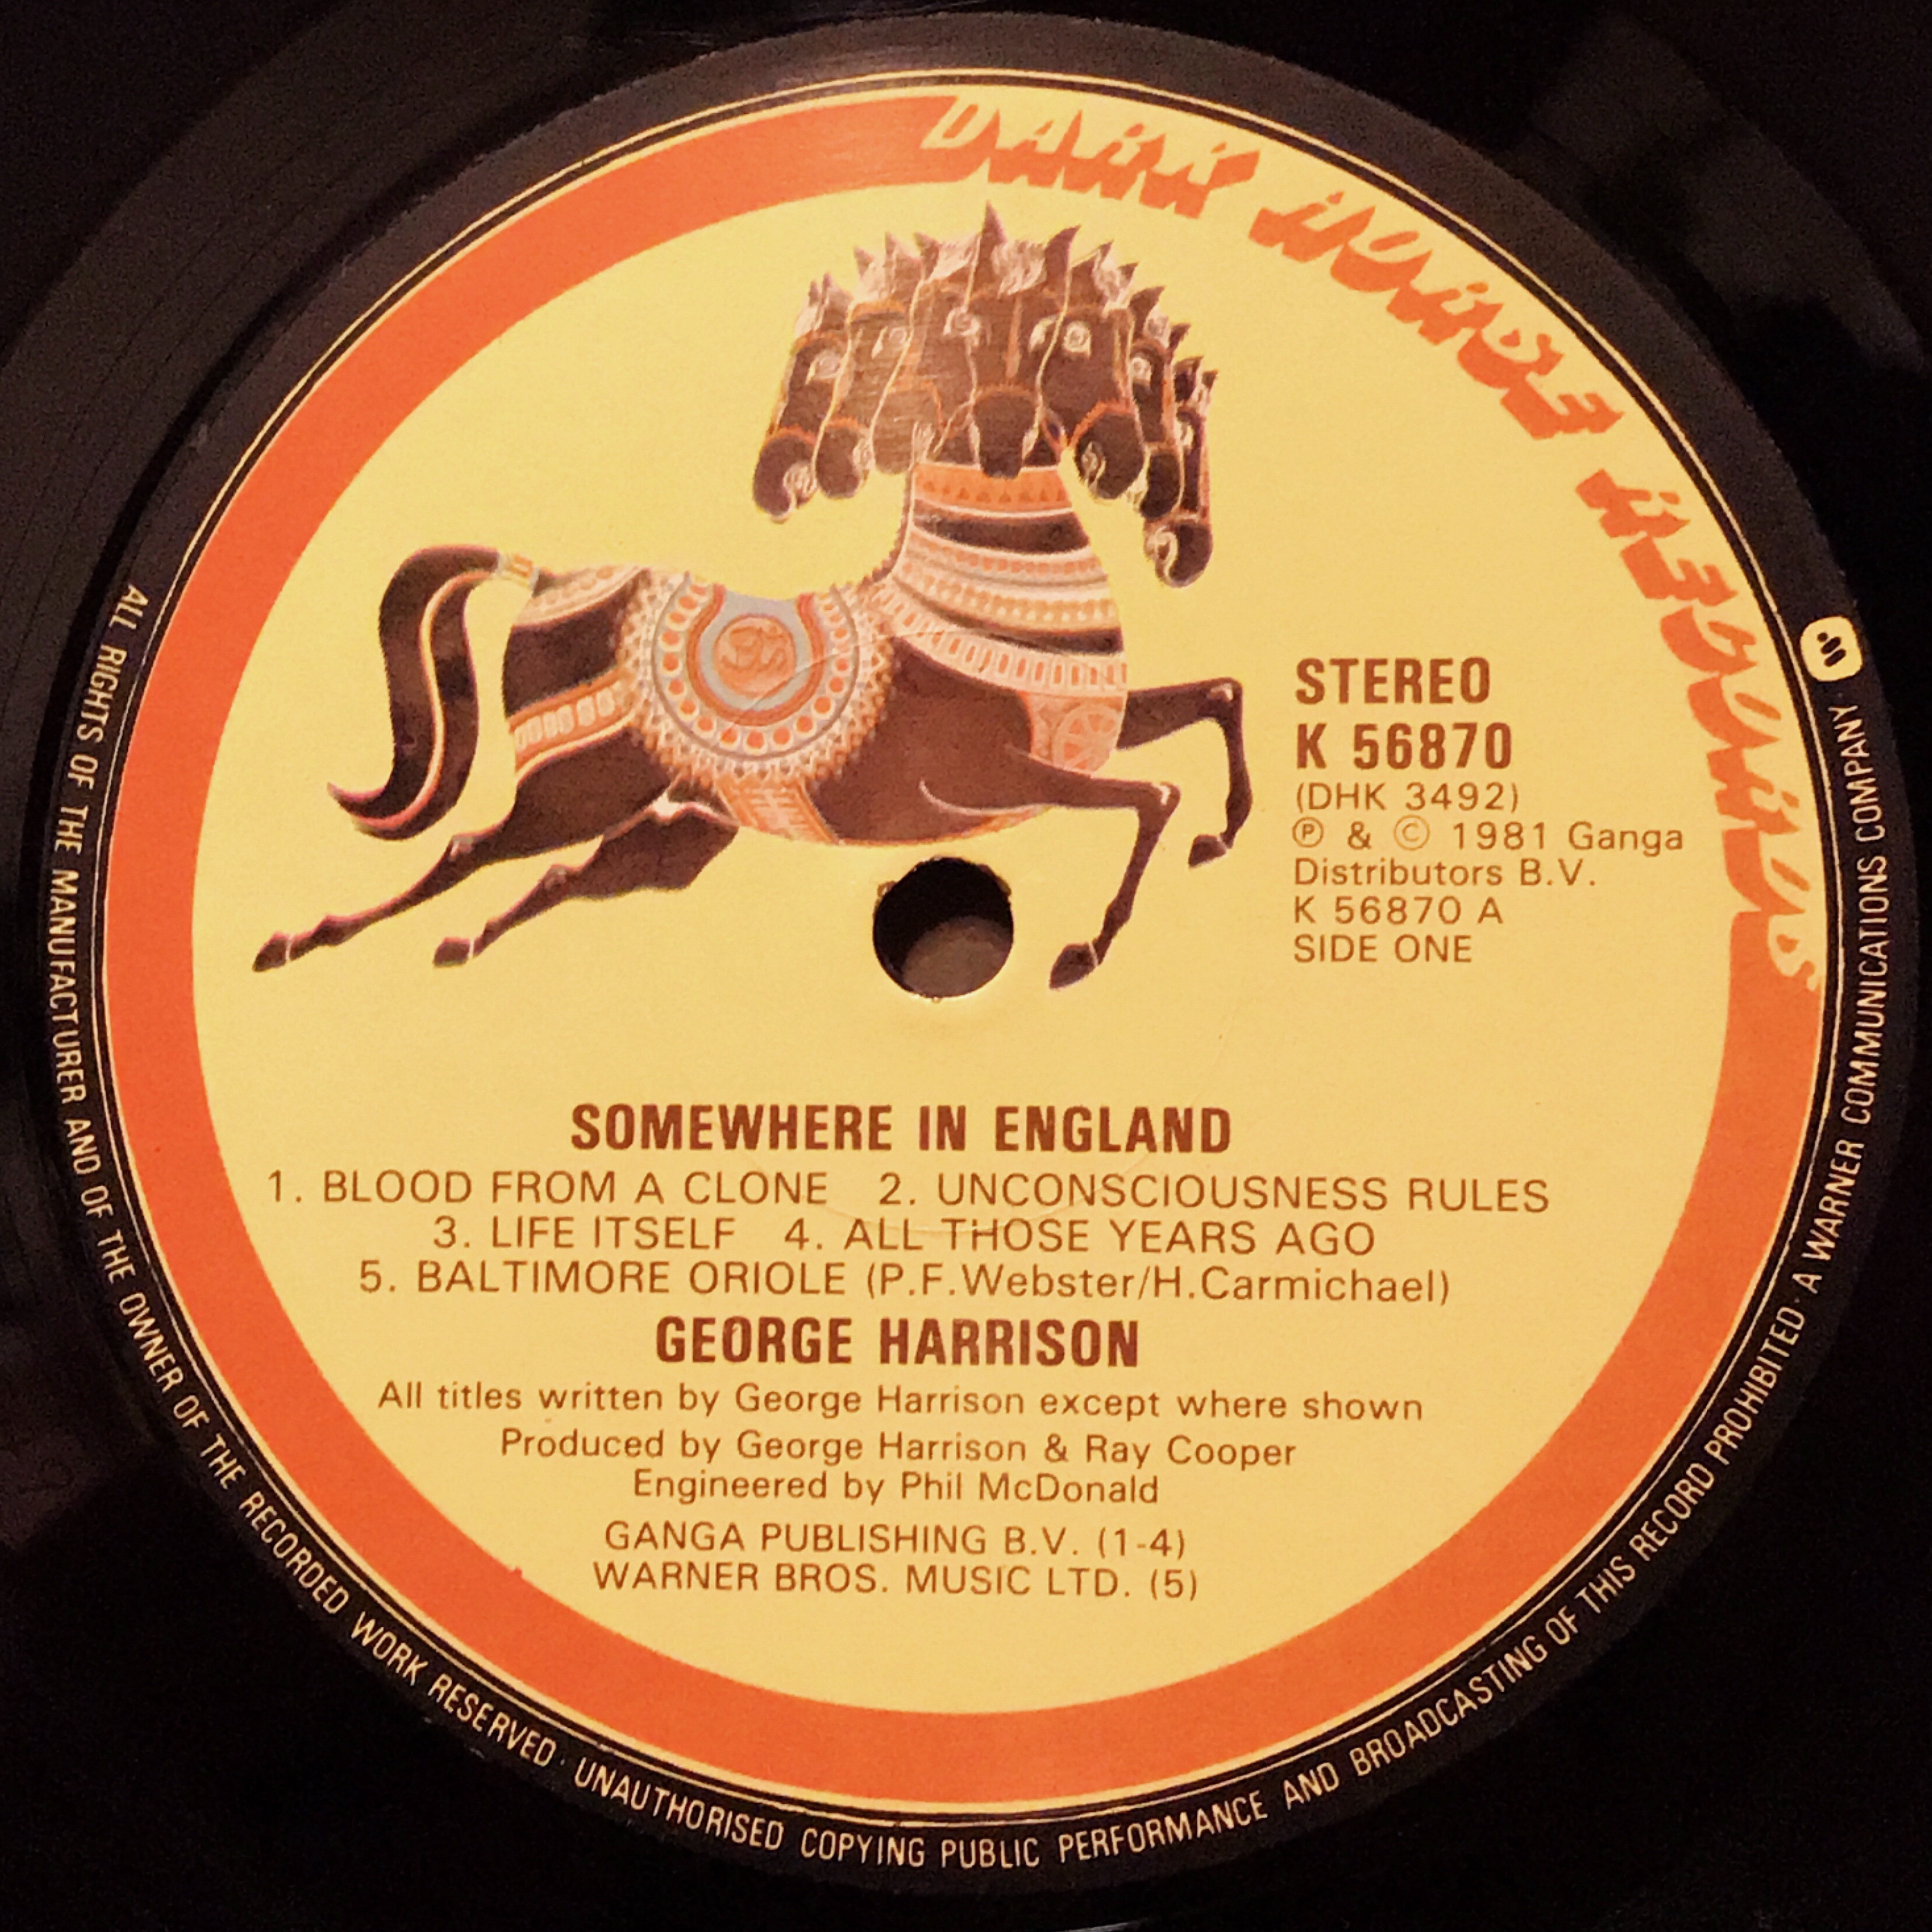 DARK HORSE RECORDS
STEREO
K 56870
(DHK 3492)
Ⓟ & © 1981 Ganga
Distributors B.V.
K 56870 A
SIDE ONE
SOMEWHERE IN ENGLAND
1. BLOOD FROM A CLONE 2. UNCONSCIOUSNESS RULES
3. LIFE ITSELF 4. ALL THOSE YEARS AGO
5. BALTIMORE ORIOLE (P.F.Webster/H.Carmichael)
GEORGE HARRISON
All titles written by George Harrison except where shown
Produced by George Harrison & Ray Cooper
Engineered by Phil McDonald
GANGA PUBLISHING B.V. (1-4)
WARNER BROS. MUSIC LTD. (5)
ALL RIGHTS OF THE MANUFACTURER AND OF THE OWNER OF THE RECORDED WORK RESERVED · UNAUTHORISED COPYING PUBLIC PERFORMANCE AND BROADCASTING OF THIS RECORD PROHIBITED · A WARNER COMMUNICATIONS COMPANY ·